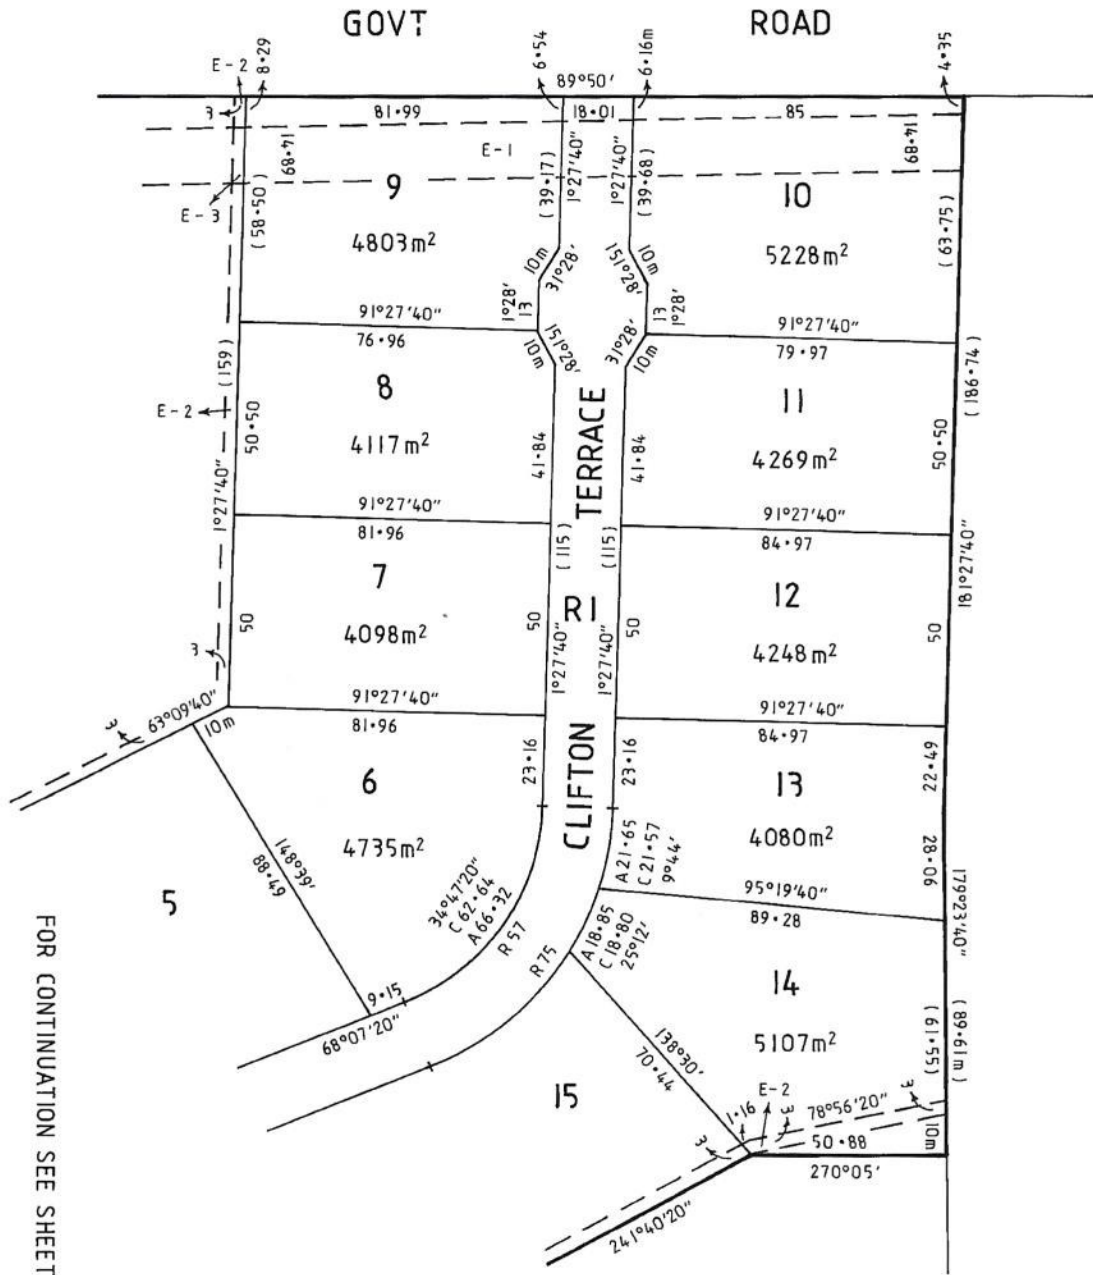 GOVT ROAD
E-2
8·29
6·54
89°50'
6·16m
4·35
3
81·99
18·01
85
14·89
E-1
14·89
E-3
(58·50)
9
4803m²
(39·17)
1°27'40"
1°27'40"
(39·68)
10
5228m²
(63·75)
10m
31°28'
10m
151°28'
1°28'
13
13
1°28'
91°27'40"
76·96
10m
151°28'
31°28'
10m
91°27'40"
79·97
(159)
E-2
50·50
8
4117m²
41·84
TERRACE
41·84
11
4269m²
50·50
(186·74)
1°27'40"
91°27'40"
81·96
(115)
(115)
91°27'40"
84·97
7
4098m²
50
50
R1
50
12
4248m²
50
181°27'40"
1°27'40"
1°27'40"
3
63°09'40"
3
10m
91°27'40"
81·96
91°27'40"
84·97
6
4735m²
23·16
CLIFTON
23·16
13
4080m²
22·49
28·06
148°39'
88·49
5
34°47'20"
C 62·64
A 66·32
R 57
A 21·65
C 21·57
9°44'
95°19'40"
89·28
179°23'40"
R 75
A 18·85
C 18·80
25°12'
14
5107m²
(61·55)
(89·61m)
9·15
68°07'20"
138°30'
70·44
15
1·16
E-2
3
78°56'20"
3
50·88
10m
270°05'
3
241°40'20"
FOR CONTINUATION SEE SHEET